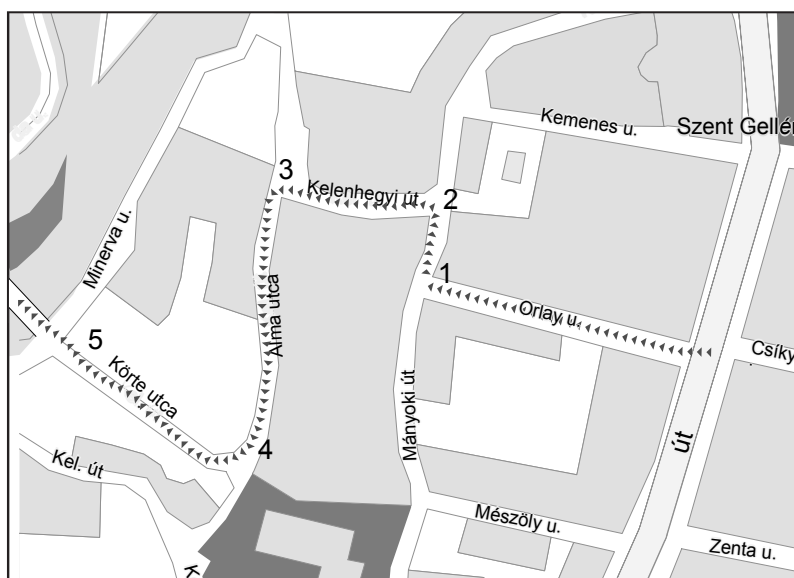 Kemenes u.
Szent Gellér
3
Kelenhegyi út
2
Minerva u.
1
Orlay u.
Alma utca
5
Csíky
Körte utca
Mányoki út
4
út
Kel. út
Mészöly u.
Zenta u.
K